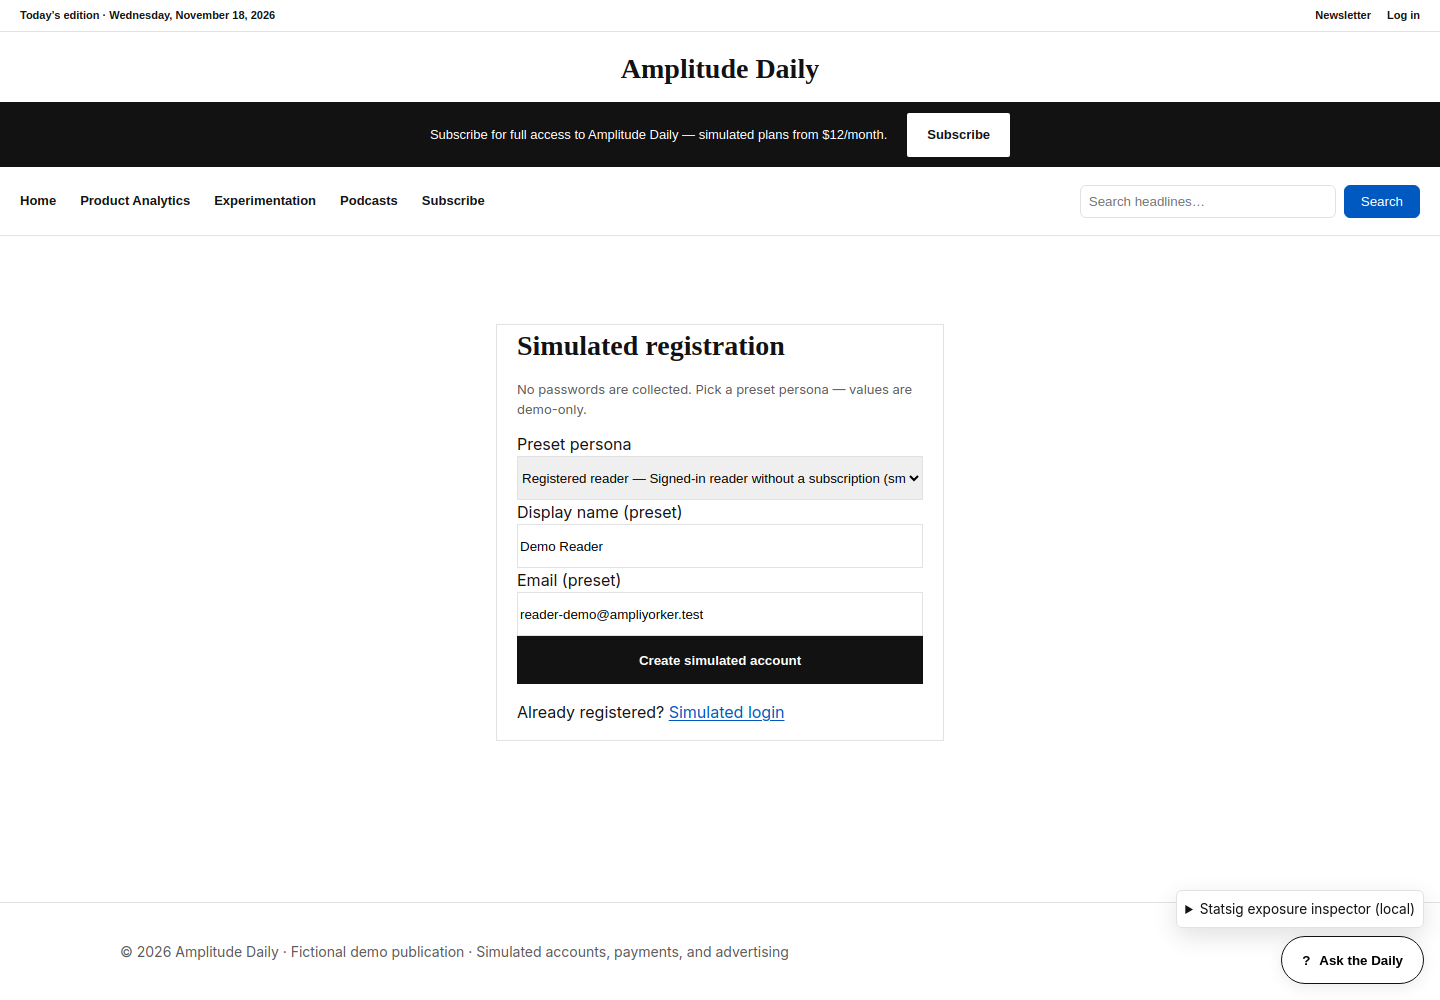 Today's edition · Wednesday, November 18, 2026
Newsletter
Log in
Amplitude Daily
Subscribe for full access to Amplitude Daily — simulated plans from $12/month.
Subscribe
Home
Product Analytics
Experimentation
Podcasts
Subscribe
Search headlines…
Search
Simulated registration
No passwords are collected. Pick a preset persona — values are
demo-only.
Preset persona
Registered reader — Signed-in reader without a subscription (sm
Display name (preset)
Demo Reader
Email (preset)
reader-demo@ampliyorker.test
Create simulated account
Already registered? Simulated login
Statsig exposure inspector (local)
© 2026 Amplitude Daily · Fictional demo publication · Simulated accounts, payments, and advertising
? Ask the Daily